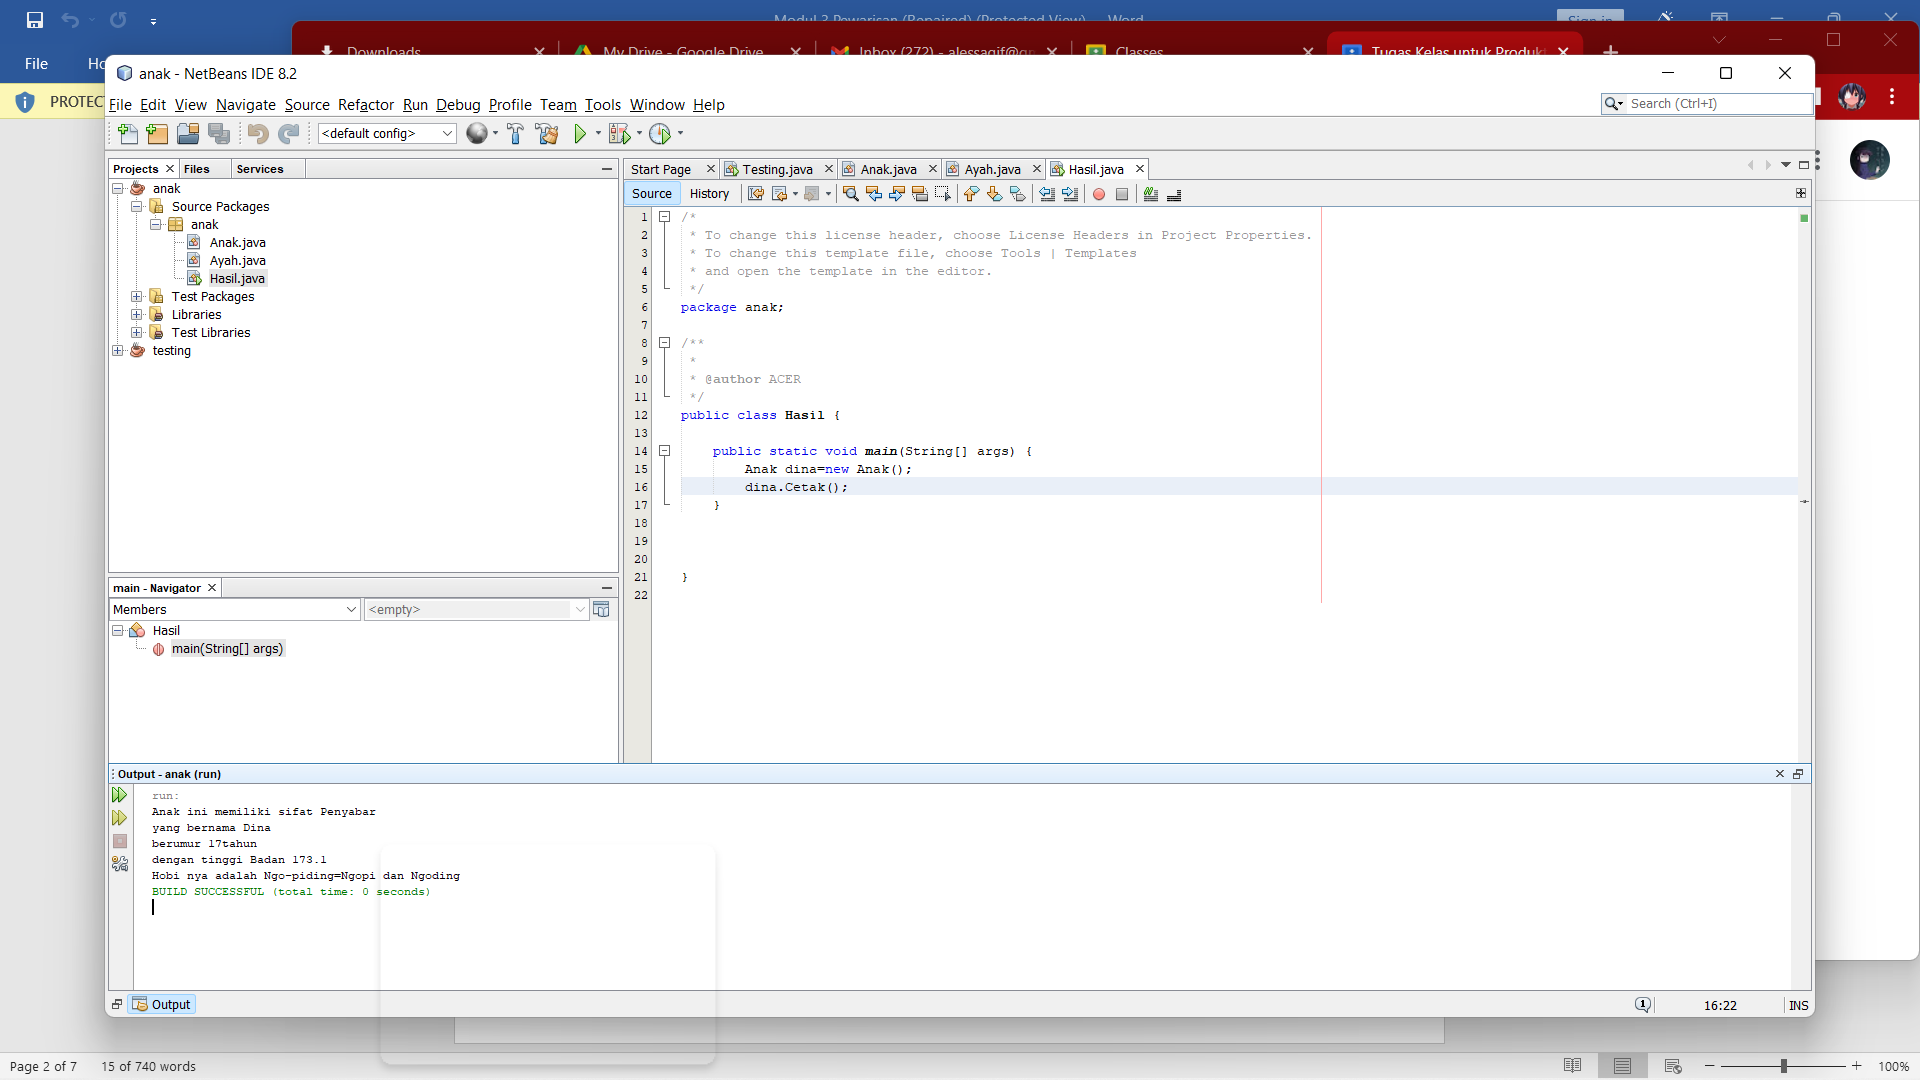 Modul 3 Pewarisan (Repaired) (Protected View) — Word
Sign in
File
PROTEC
Downloads
My Drive - Google Drive
Inbox (272) - alessagif@gm
Classes
Tugas Kelas untuk Produk
anak - NetBeans IDE 8.2
File Edit View Navigate Source Refactor Run Debug Profile Team Tools Window Help
Search (Ctrl+I)
<default config>
Projects
Files
Services
anak
Source Packages
anak
Anak.java
Ayah.java
Hasil.java
Test Packages
Libraries
Test Libraries
testing
main - Navigator
Members
<empty>
Hasil
main(String[] args)
Start Page
Testing.java
Anak.java
Ayah.java
Hasil.java
Source
History
1 /*
2 * To change this license header, choose License Headers in Project Properties.
3 * To change this template file, choose Tools | Templates
4 * and open the template in the editor.
5 */
6 package anak;
7
8 /**
9 *
10 * @author ACER
11 */
12 public class Hasil {
13
14 public static void main(String[] args) {
15 Anak dina=new Anak();
16 dina.Cetak();
17 }
18
19
20
21 }
22
Output - anak (run)
run:
Anak ini memiliki sifat Penyabar
yang bernama Dina
berumur 17tahun
dengan tinggi Badan 173.1
Hobi nya adalah Ngo-piding=Ngopi dan Ngoding
BUILD SUCCESSFUL (total time: 0 seconds)
Output
1
16:22
INS
Page 2 of 7
15 of 740 words
100%